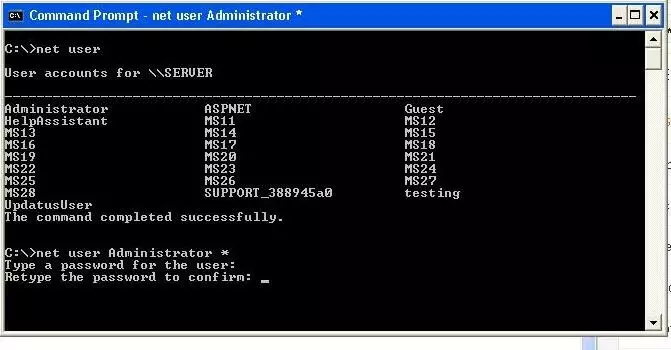 Command Prompt - net user Administrator *
C:\>net user
User accounts for \\SERVER
-------------------------------------------------------------------------------
Administrator ASPNET Guest
HelpAssistant MS11 MS12
MS13 MS14 MS15
MS16 MS17 MS18
MS19 MS20 MS21
MS22 MS23 MS24
MS25 MS26 MS27
MS28 SUPPORT_388945a0 testing
UpdatusUser
The command completed successfully.
C:\>net user Administrator *
Type a password for the user:
Retype the password to confirm: _